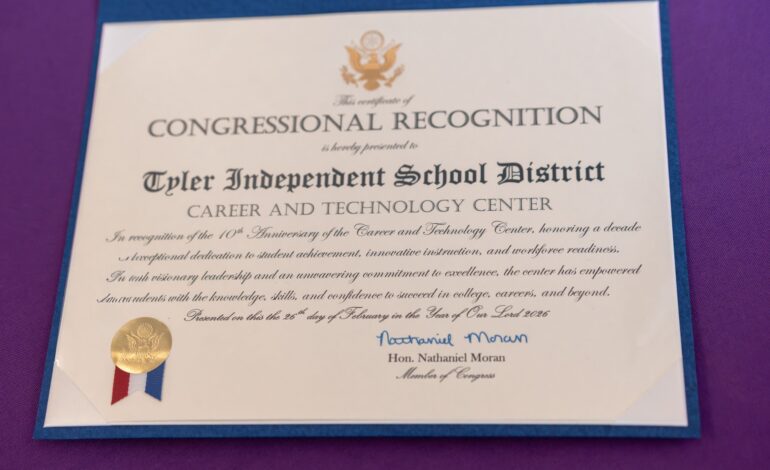 This certificate of
CONGRESSIONAL RECOGNITION
is hereby presented to
Tyler Independent School District
CAREER AND TECHNOLOGY CENTER
In recognition of the 10th Anniversary of the Career and Technology Center, honoring a decade
exceptional dedication to student achievement, innovative instruction, and workforce readiness.
visionary leadership and an unwavering commitment to excellence, the center has empowered
with the knowledge, skills, and confidence to succeed in college, careers, and beyond.
Presented on this the 26th day of February in the Year of Our Lord 2026
Nathaniel Moran
Hon. Nathaniel Moran
Member of Congress